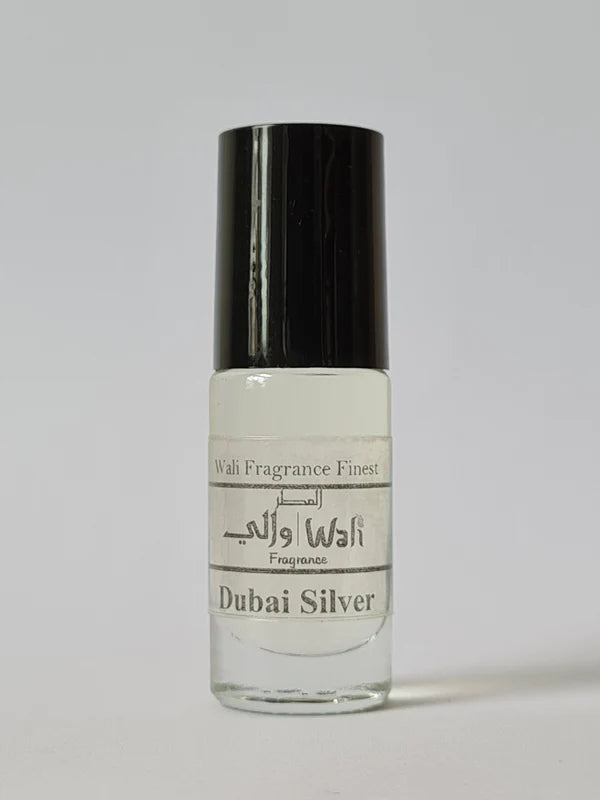 Wali Fragrance Finest
العطر
والي | Wali
Fragrance
Dubai Silver